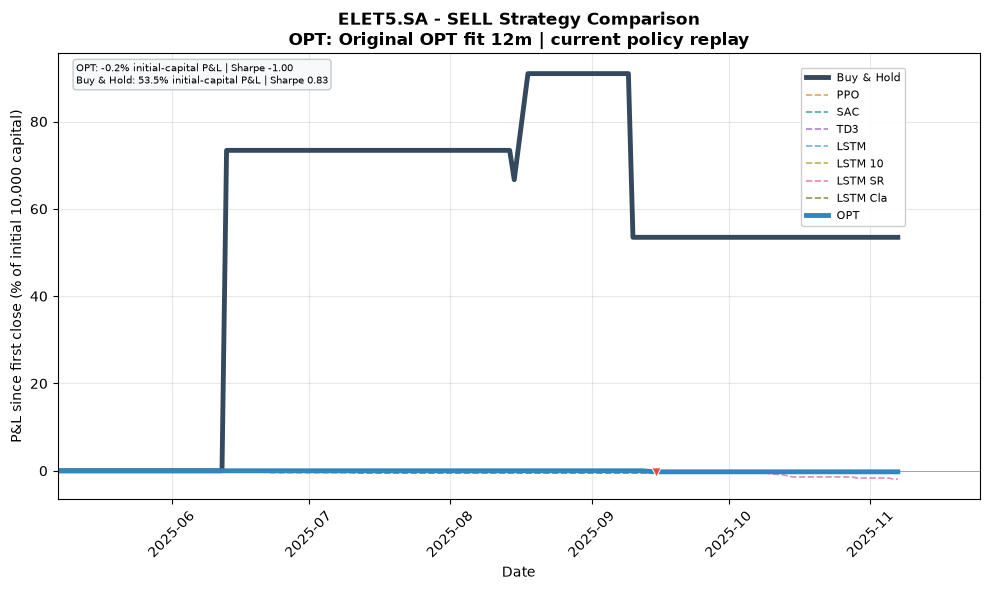 ELET5.SA - SELL Strategy Comparison
OPT: Original OPT fit 12m | current policy replay
OPT: -0.2% initial-capital P&L | Sharpe -1.00
Buy & Hold: 53.5% initial-capital P&L | Sharpe 0.83
Buy & Hold
PPO
SAC
TD3
LSTM
LSTM 10
LSTM SR
LSTM Cla
OPT
P&L since first close (% of initial 10,000 capital)
80
60
40
20
0
2025-06
2025-07
2025-08
2025-09
2025-10
2025-11
Date